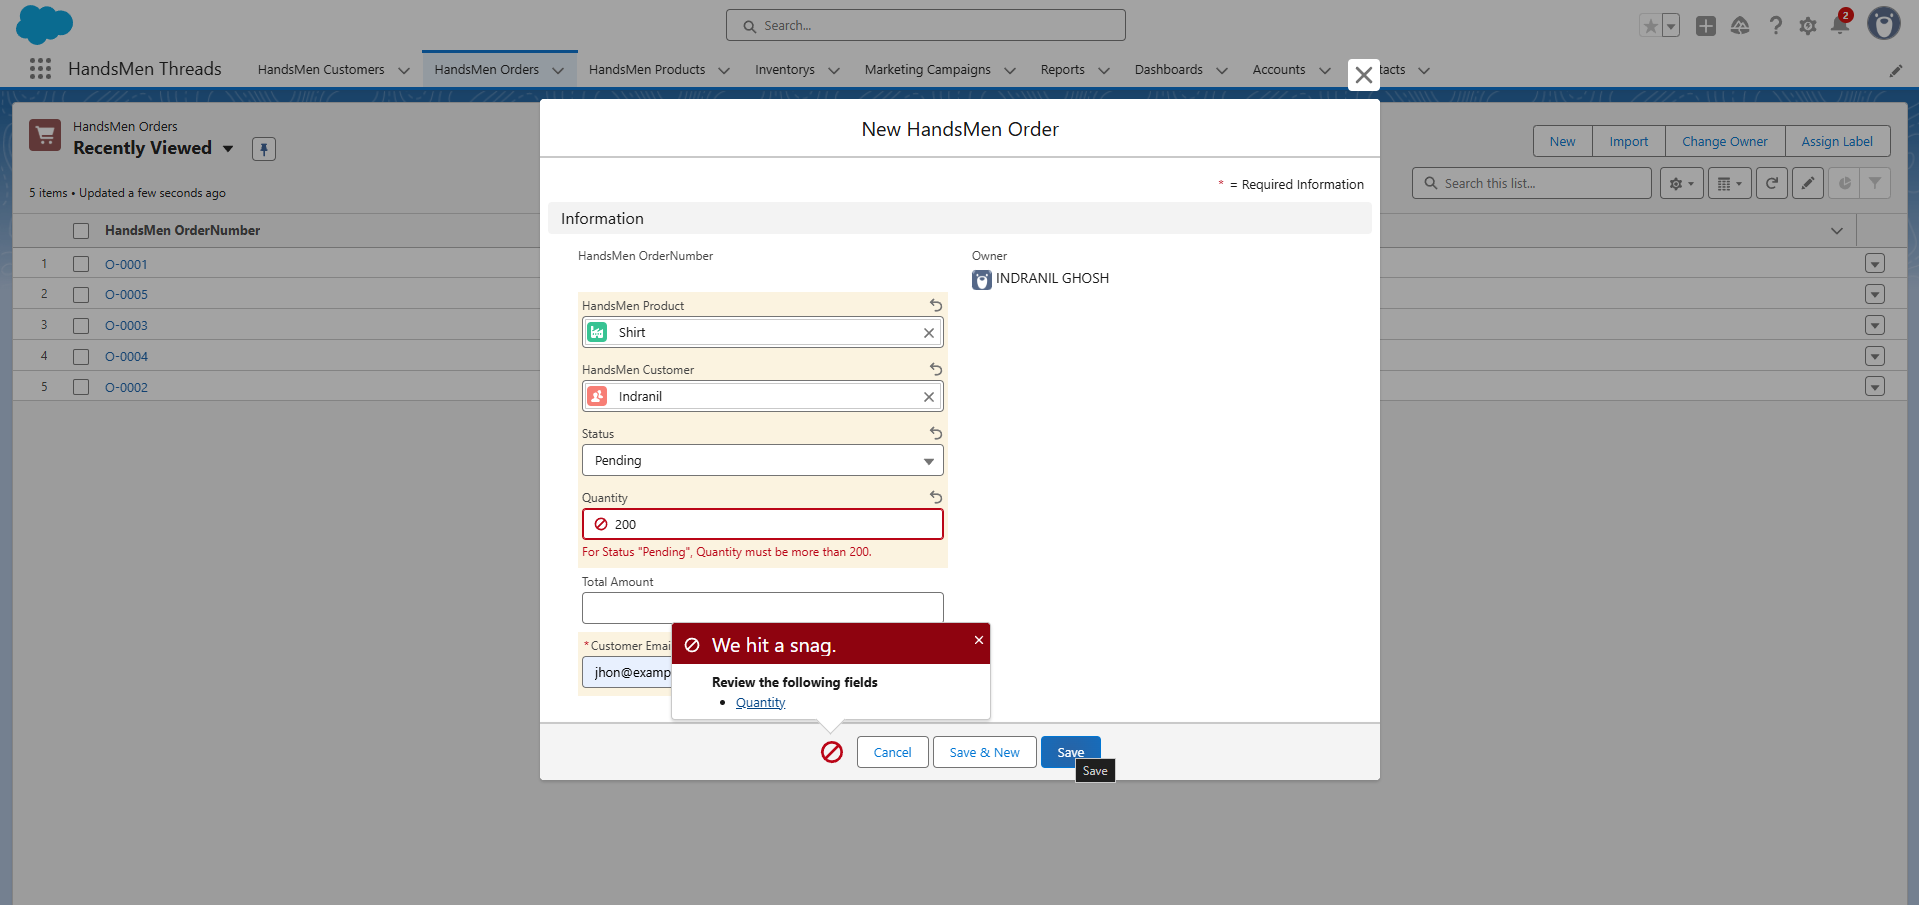 Search...
2
HandsMen Threads
HandsMen Customers
HandsMen Orders
HandsMen Products
Inventorys
Marketing Campaigns
Reports
Dashboards
Accounts
tacts
New HandsMen Order
HandsMen Orders
Recently Viewed
New
Import
Change Owner
Assign Label
* = Required Information
5 items • Updated a few seconds ago
Search this list...
Information
HandsMen OrderNumber
HandsMen OrderNumber
Owner
INDRANIL GHOSH
1 O-0001
2 O-0005
3 O-0003
4 O-0004
5 O-0002
HandsMen Product
Shirt
HandsMen Customer
Indranil
Status
Pending
Quantity
200
For Status "Pending", Quantity must be more than 200.
Total Amount
*Customer Emai
jhon@examp
We hit a snag.
Review the following fields
• Quantity
Cancel
Save & New
Save
Save